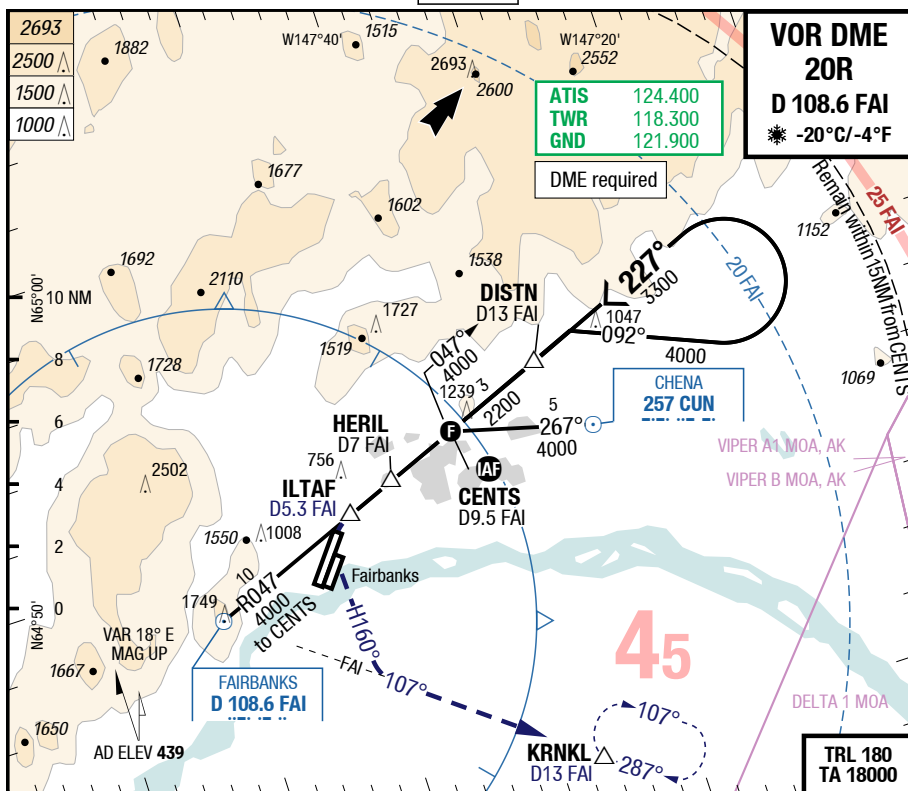 2693
2500
1500
1000
1882
W147°40'
1515
W147°20'
2693
2600
2552
VOR DME
20R
D 108.6 FAI
-20°C/-4°F
ATIS 124.400
TWR 118.300
GND 121.900
DME required
Remain within 15NM from CENTS
25 FAI
1152
20 FAI
1677
1602
1692
2110
1538
N65°00'
10 NM
DISTN
D13 FAI
227°
3300
1727
1519
1047
092°
4000
047°
4000
8
1728
1239
3
2200
1069
CHENA
257 CUN
5
267°
4000
6
HERIL
D7 FAI
F
IAF
CENTS
D9.5 FAI
VIPER A1 MOA, AK
VIPER B MOA, AK
2502
756
4
ILTAF
D5.3 FAI
1550
1008
2
Fairbanks
10
R047
4000
to CENTS
1749
0
N64°50'
VAR 18° E
MAG UP
H160°
FAI
107°
45
1667
FAIRBANKS
D 108.6 FAI
107°
DELTA 1 MOA
1650
AD ELEV 439
KRNKL
D13 FAI
287°
TRL 180
TA 18000